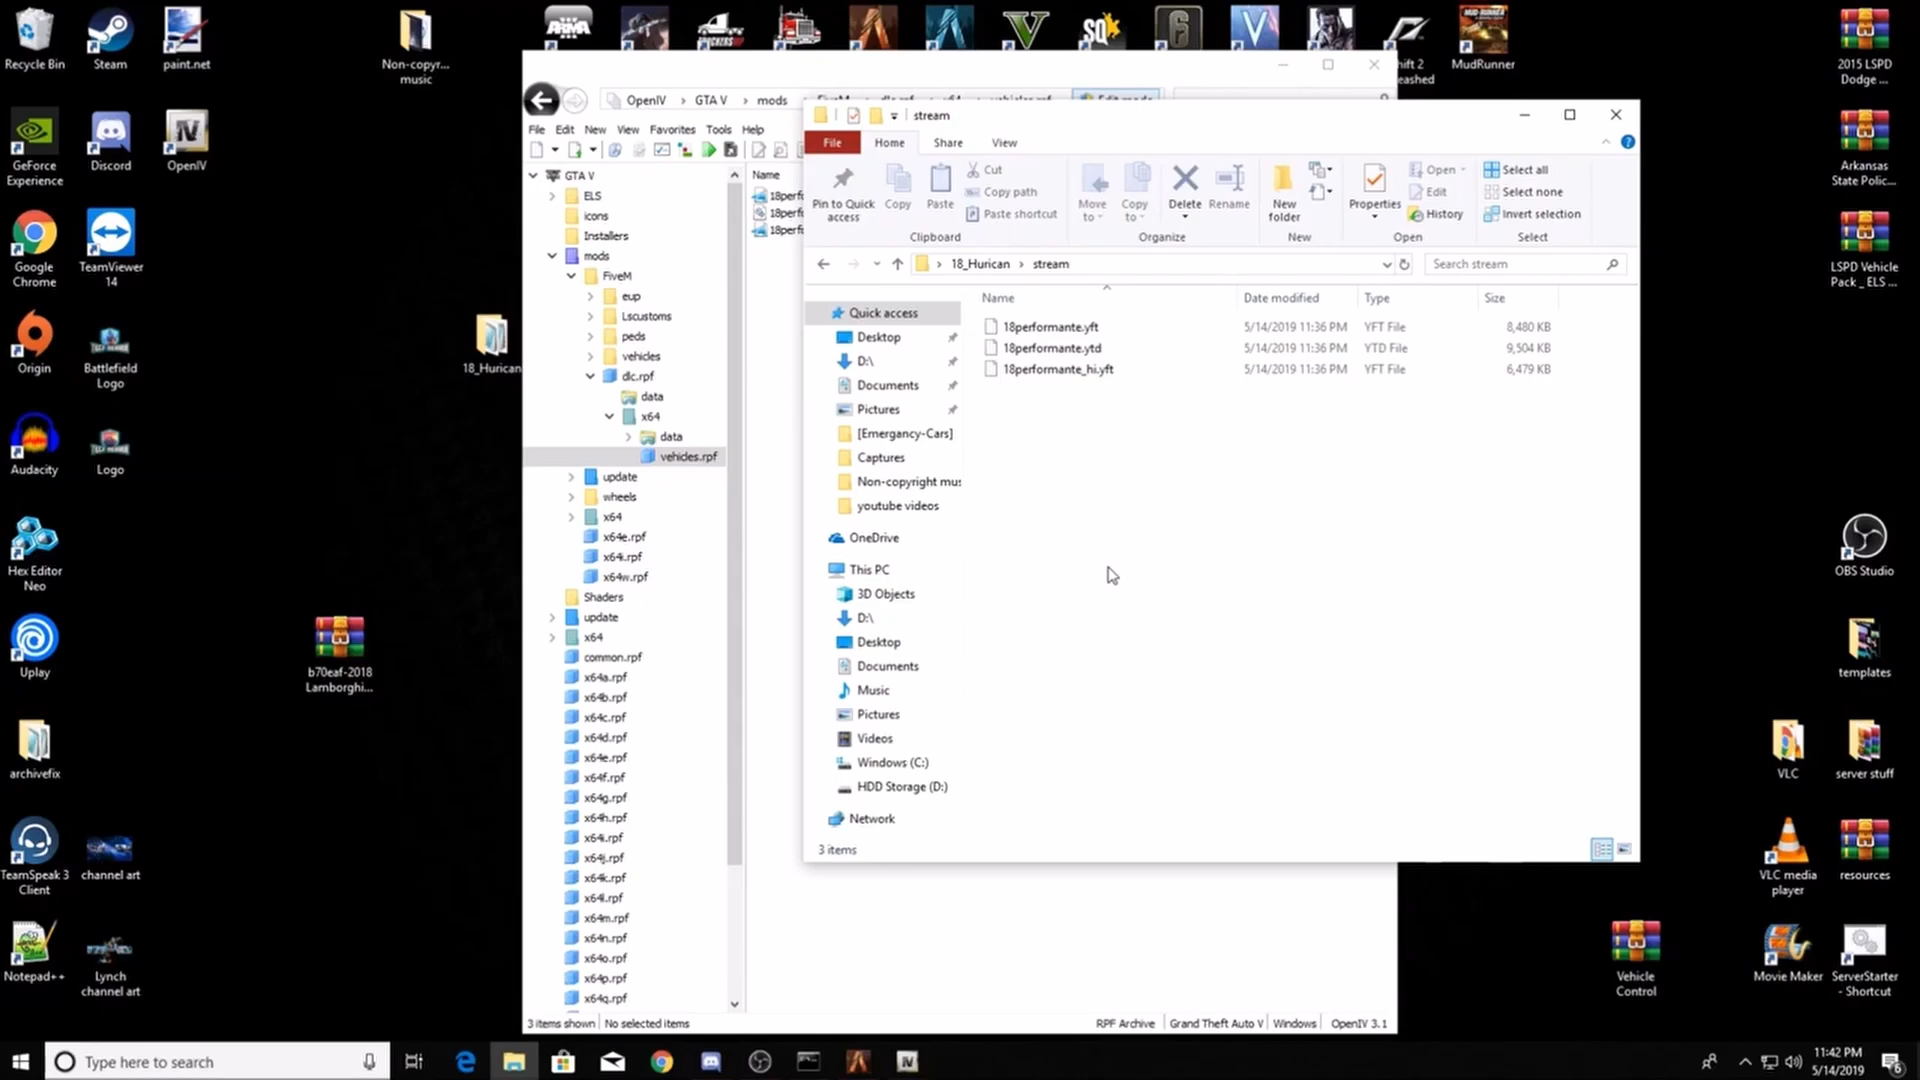 Recycle Bin
Steam
paint.net
Non-copyr...
music
hift 2
eashed
MudRunner
2015 LSPD
Dodge ...
GeForce
Experience
Discord
OpenIV
Arkansas
State Polic...
Google
Chrome
TeamViewer
14
LSPD Vehicle
Pack _ ELS ...
Origin
Battlefield
Logo
18_Hurican
Audacity
Logo
Hex Editor
Neo
OBS Studio
Uplay
b70eaf-2018
Lamborghi...
templates
archivefix
VLC
server stuff
TeamSpeak 3
Client
channel art
VLC media
player
resources
Notepad++
Lynch
channel art
Vehicle
Control
Movie Maker
ServerStarter
- Shortcut
OpenIV
GTA V
mods
File Edit New View Favorites Tools Help
GTA V
ELS
icons
Installers
mods
FiveM
eup
Lscustoms
peds
vehicles
dlc.rpf
data
x64
data
vehicles.rpf
update
wheels
x64
x64e.rpf
x64i.rpf
x64w.rpf
Shaders
update
x64
common.rpf
x64a.rpf
x64b.rpf
x64c.rpf
x64d.rpf
x64e.rpf
x64f.rpf
x64g.rpf
x64h.rpf
x64i.rpf
x64j.rpf
x64k.rpf
x64l.rpf
x64m.rpf
x64n.rpf
x64o.rpf
x64p.rpf
x64q.rpf
Name
18perfo
18perfo
18perfo
3 items shown No selected items
RPF Archive Grand Theft Auto V Windows OpenIV 3.1
stream
File Home Share View
Pin to Quick
access
Copy
Paste
Cut
Copy path
Paste shortcut
Clipboard
Move
to
Copy
to
Delete
Rename
Organize
New
folder
New
Properties
Open
Edit
History
Open
Select all
Select none
Invert selection
Select
18_Hurican
stream
Search stream
Quick access
Desktop
D:\
Documents
Pictures
[Emergancy-Cars]
Captures
Non-copyright mus
youtube videos
OneDrive
This PC
3D Objects
D:\
Desktop
Documents
Music
Pictures
Videos
Windows (C:)
HDD Storage (D:)
Network
Name Date modified Type Size
18performante.yft 5/14/2019 11:36 PM YFT File 8,480 KB
18performante.ytd 5/14/2019 11:36 PM YTD File 9,504 KB
18performante_hi.yft 5/14/2019 11:36 PM YFT File 6,479 KB
3 items
Type here to search
11:42 PM
5/14/2019
6